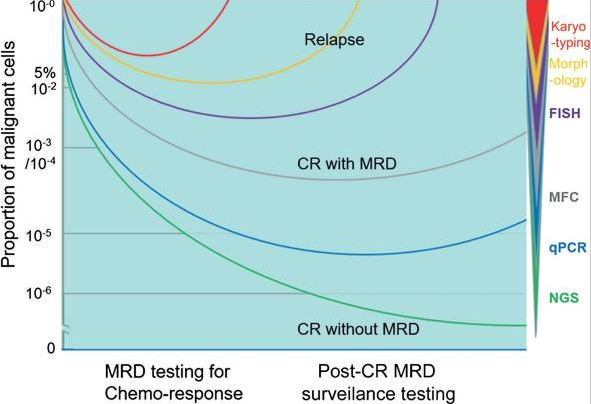 10⁻⁰
Proportion of malignant cells
5%
10⁻²
10⁻³
/10⁻⁴
10⁻⁵
10⁻⁶
0
Relapse
CR with MRD
CR without MRD
Karyo
-typing
Morph
-ology
FISH
MFC
qPCR
NGS
MRD testing for
Chemo-response
Post-CR MRD
surveilance testing